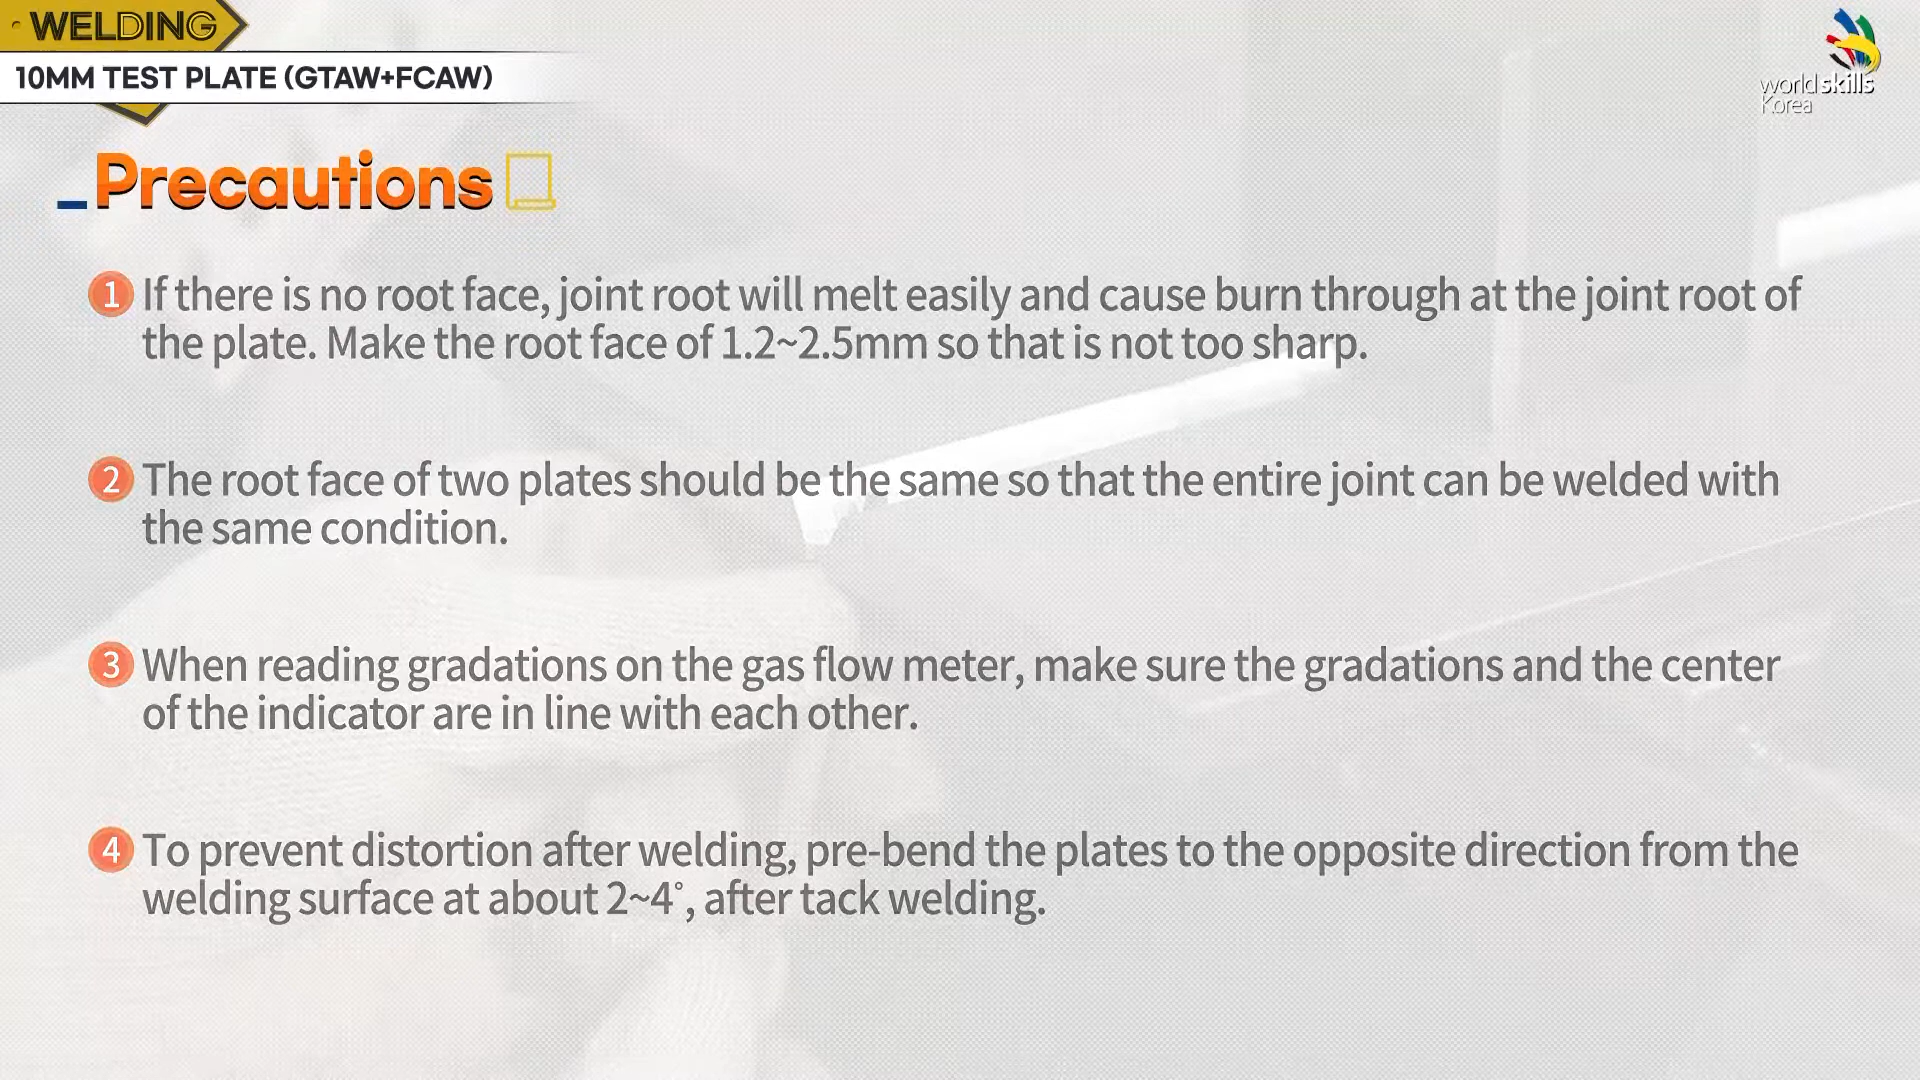 WELDING
10MM TEST PLATE (GTAW+FCAW)
world skills
Korea
Precautions
1 If there is no root face, joint root will melt easily and cause burn through at the joint root of
the plate. Make the root face of 1.2~2.5mm so that is not too sharp.
2 The root face of two plates should be the same so that the entire joint can be welded with
the same condition.
3 When reading gradations on the gas flow meter, make sure the gradations and the center
of the indicator are in line with each other.
4 To prevent distortion after welding, pre-bend the plates to the opposite direction from the
welding surface at about 2~4°, after tack welding.